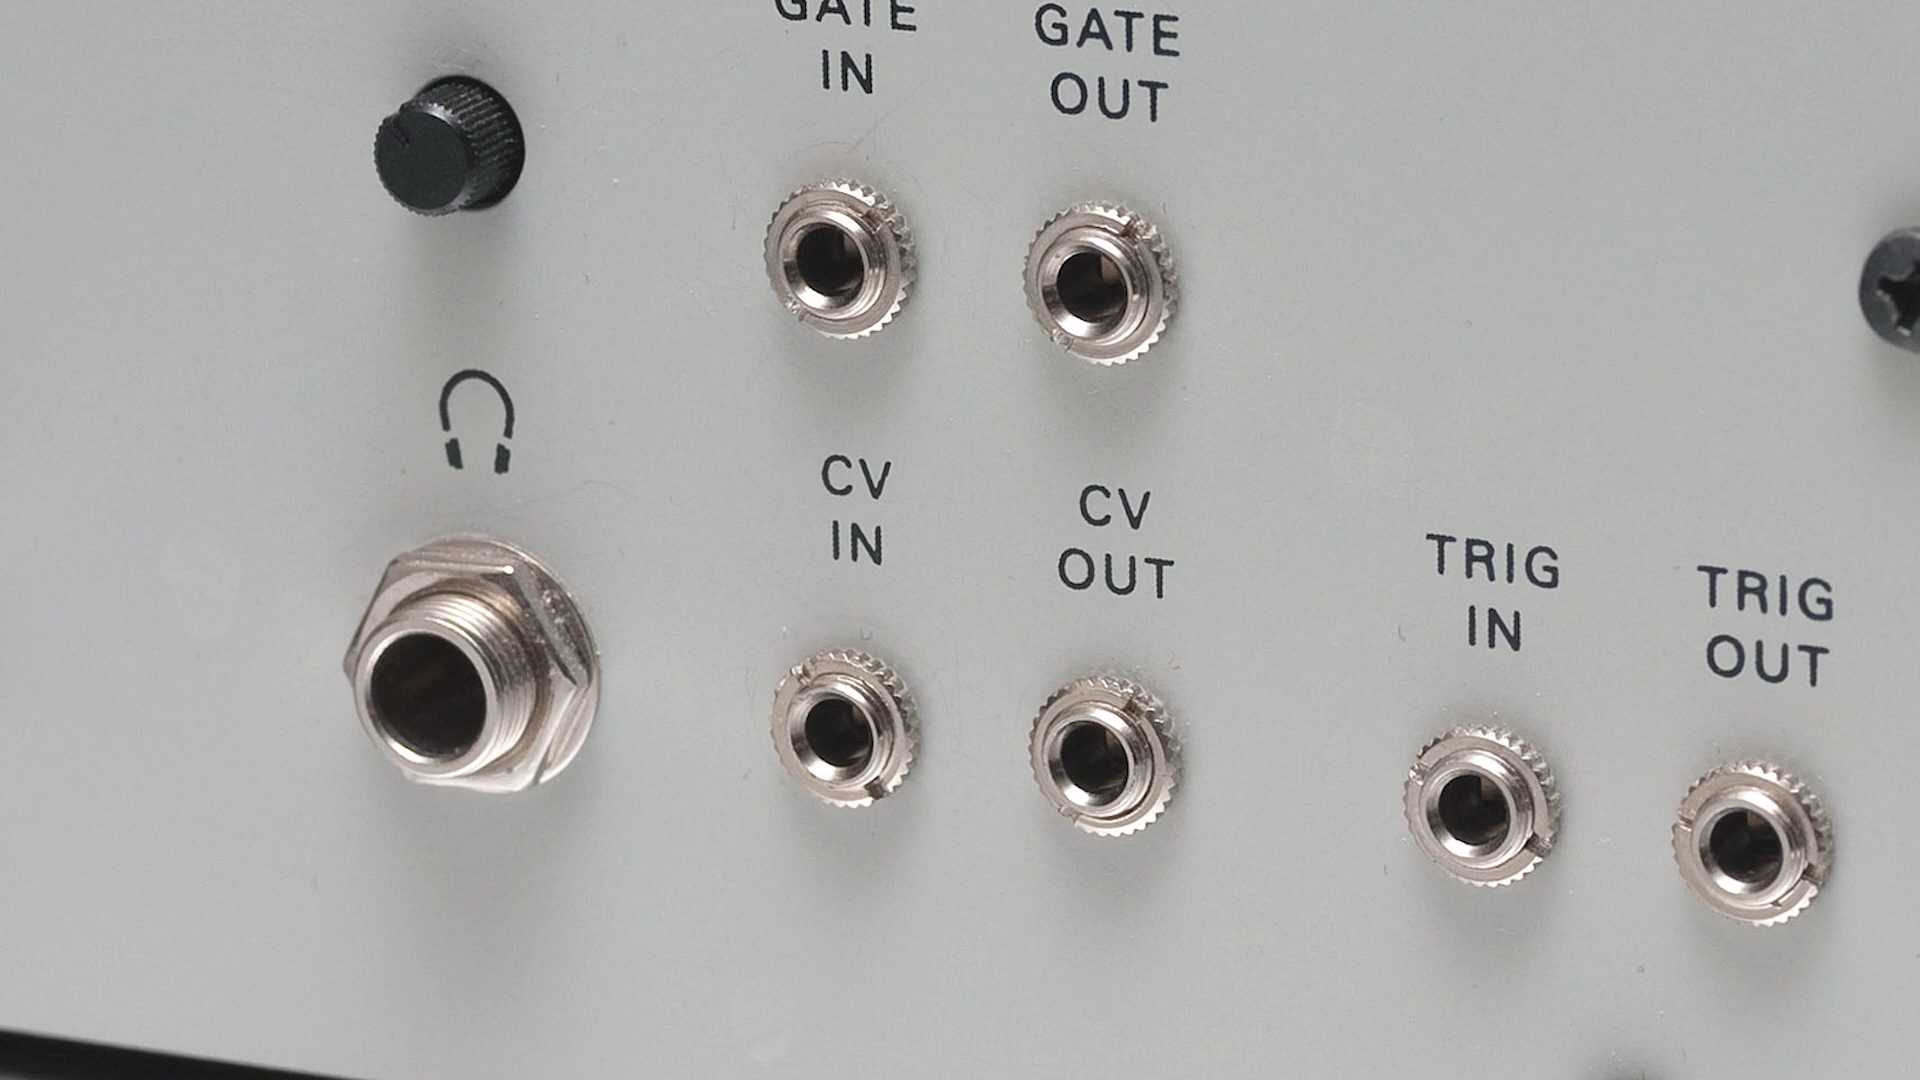 GATE
IN
GATE
OUT
CV
IN
CV
OUT
TRIG
IN
TRIG
OUT